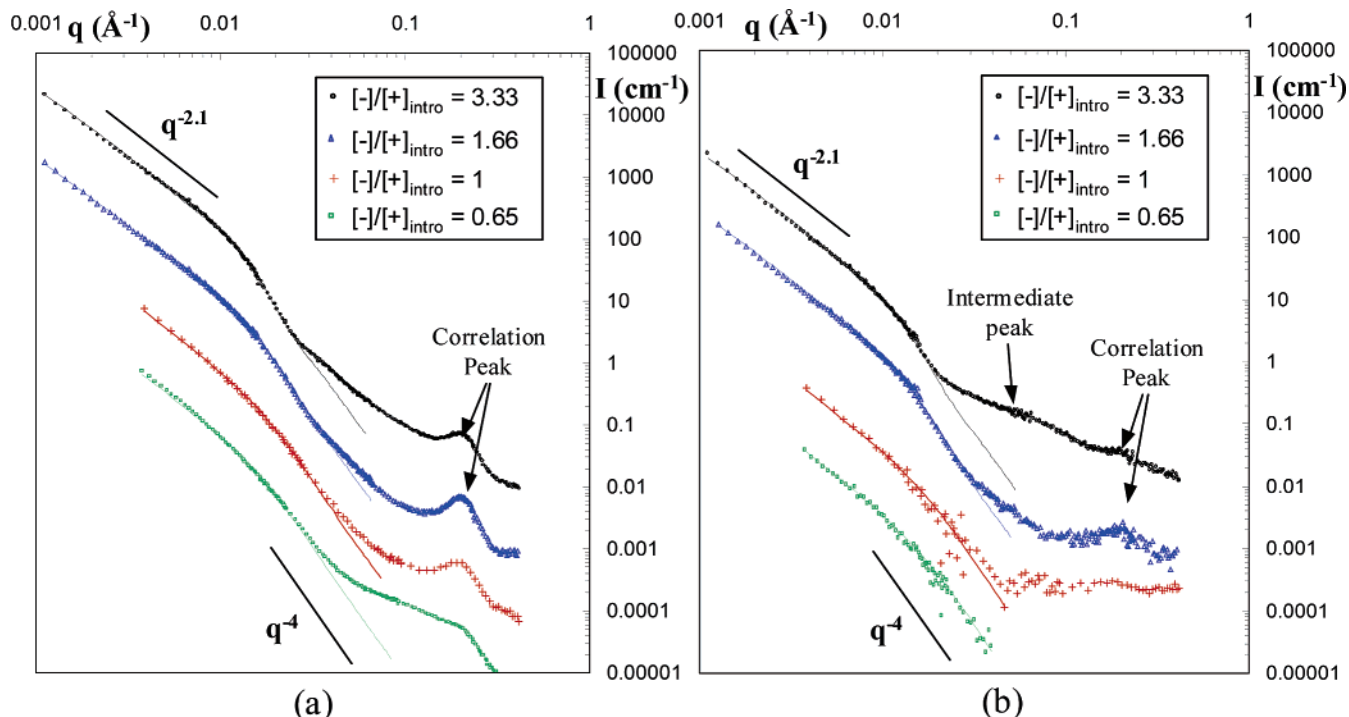 0.001 0.01 0.1 1
q (Å-1)
100000
I (cm-1)
10000
1000
100
10
1
0.1
0.01
0.001
0.0001
0.00001
[-]/[+]intro = 3.33
[-]/[+]intro = 1.66
[-]/[+]intro = 1
[-]/[+]intro = 0.65
q-2.1
Correlation
Peak
q-4
(a)
0.001 0.01 0.1 1
q (Å-1)
100000
I (cm-1)
10000
1000
100
10
1
0.1
0.01
0.001
0.0001
0.00001
[-]/[+]intro = 3.33
[-]/[+]intro = 1.66
[-]/[+]intro = 1
[-]/[+]intro = 0.65
q-2.1
Intermediate
peak
Correlation
Peak
q-4
(b)